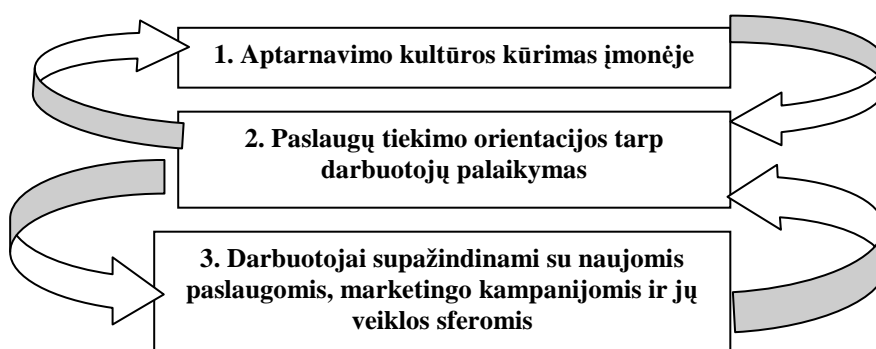 1. Aptarnavimo kultūros kūrimas įmonėje
2. Paslaugų tiekimo orientacijos tarp
darbuotojų palaikymas
3. Darbuotojai supažindinami su naujomis
paslaugomis, marketingo kampanijomis ir jų
veiklos sferomis